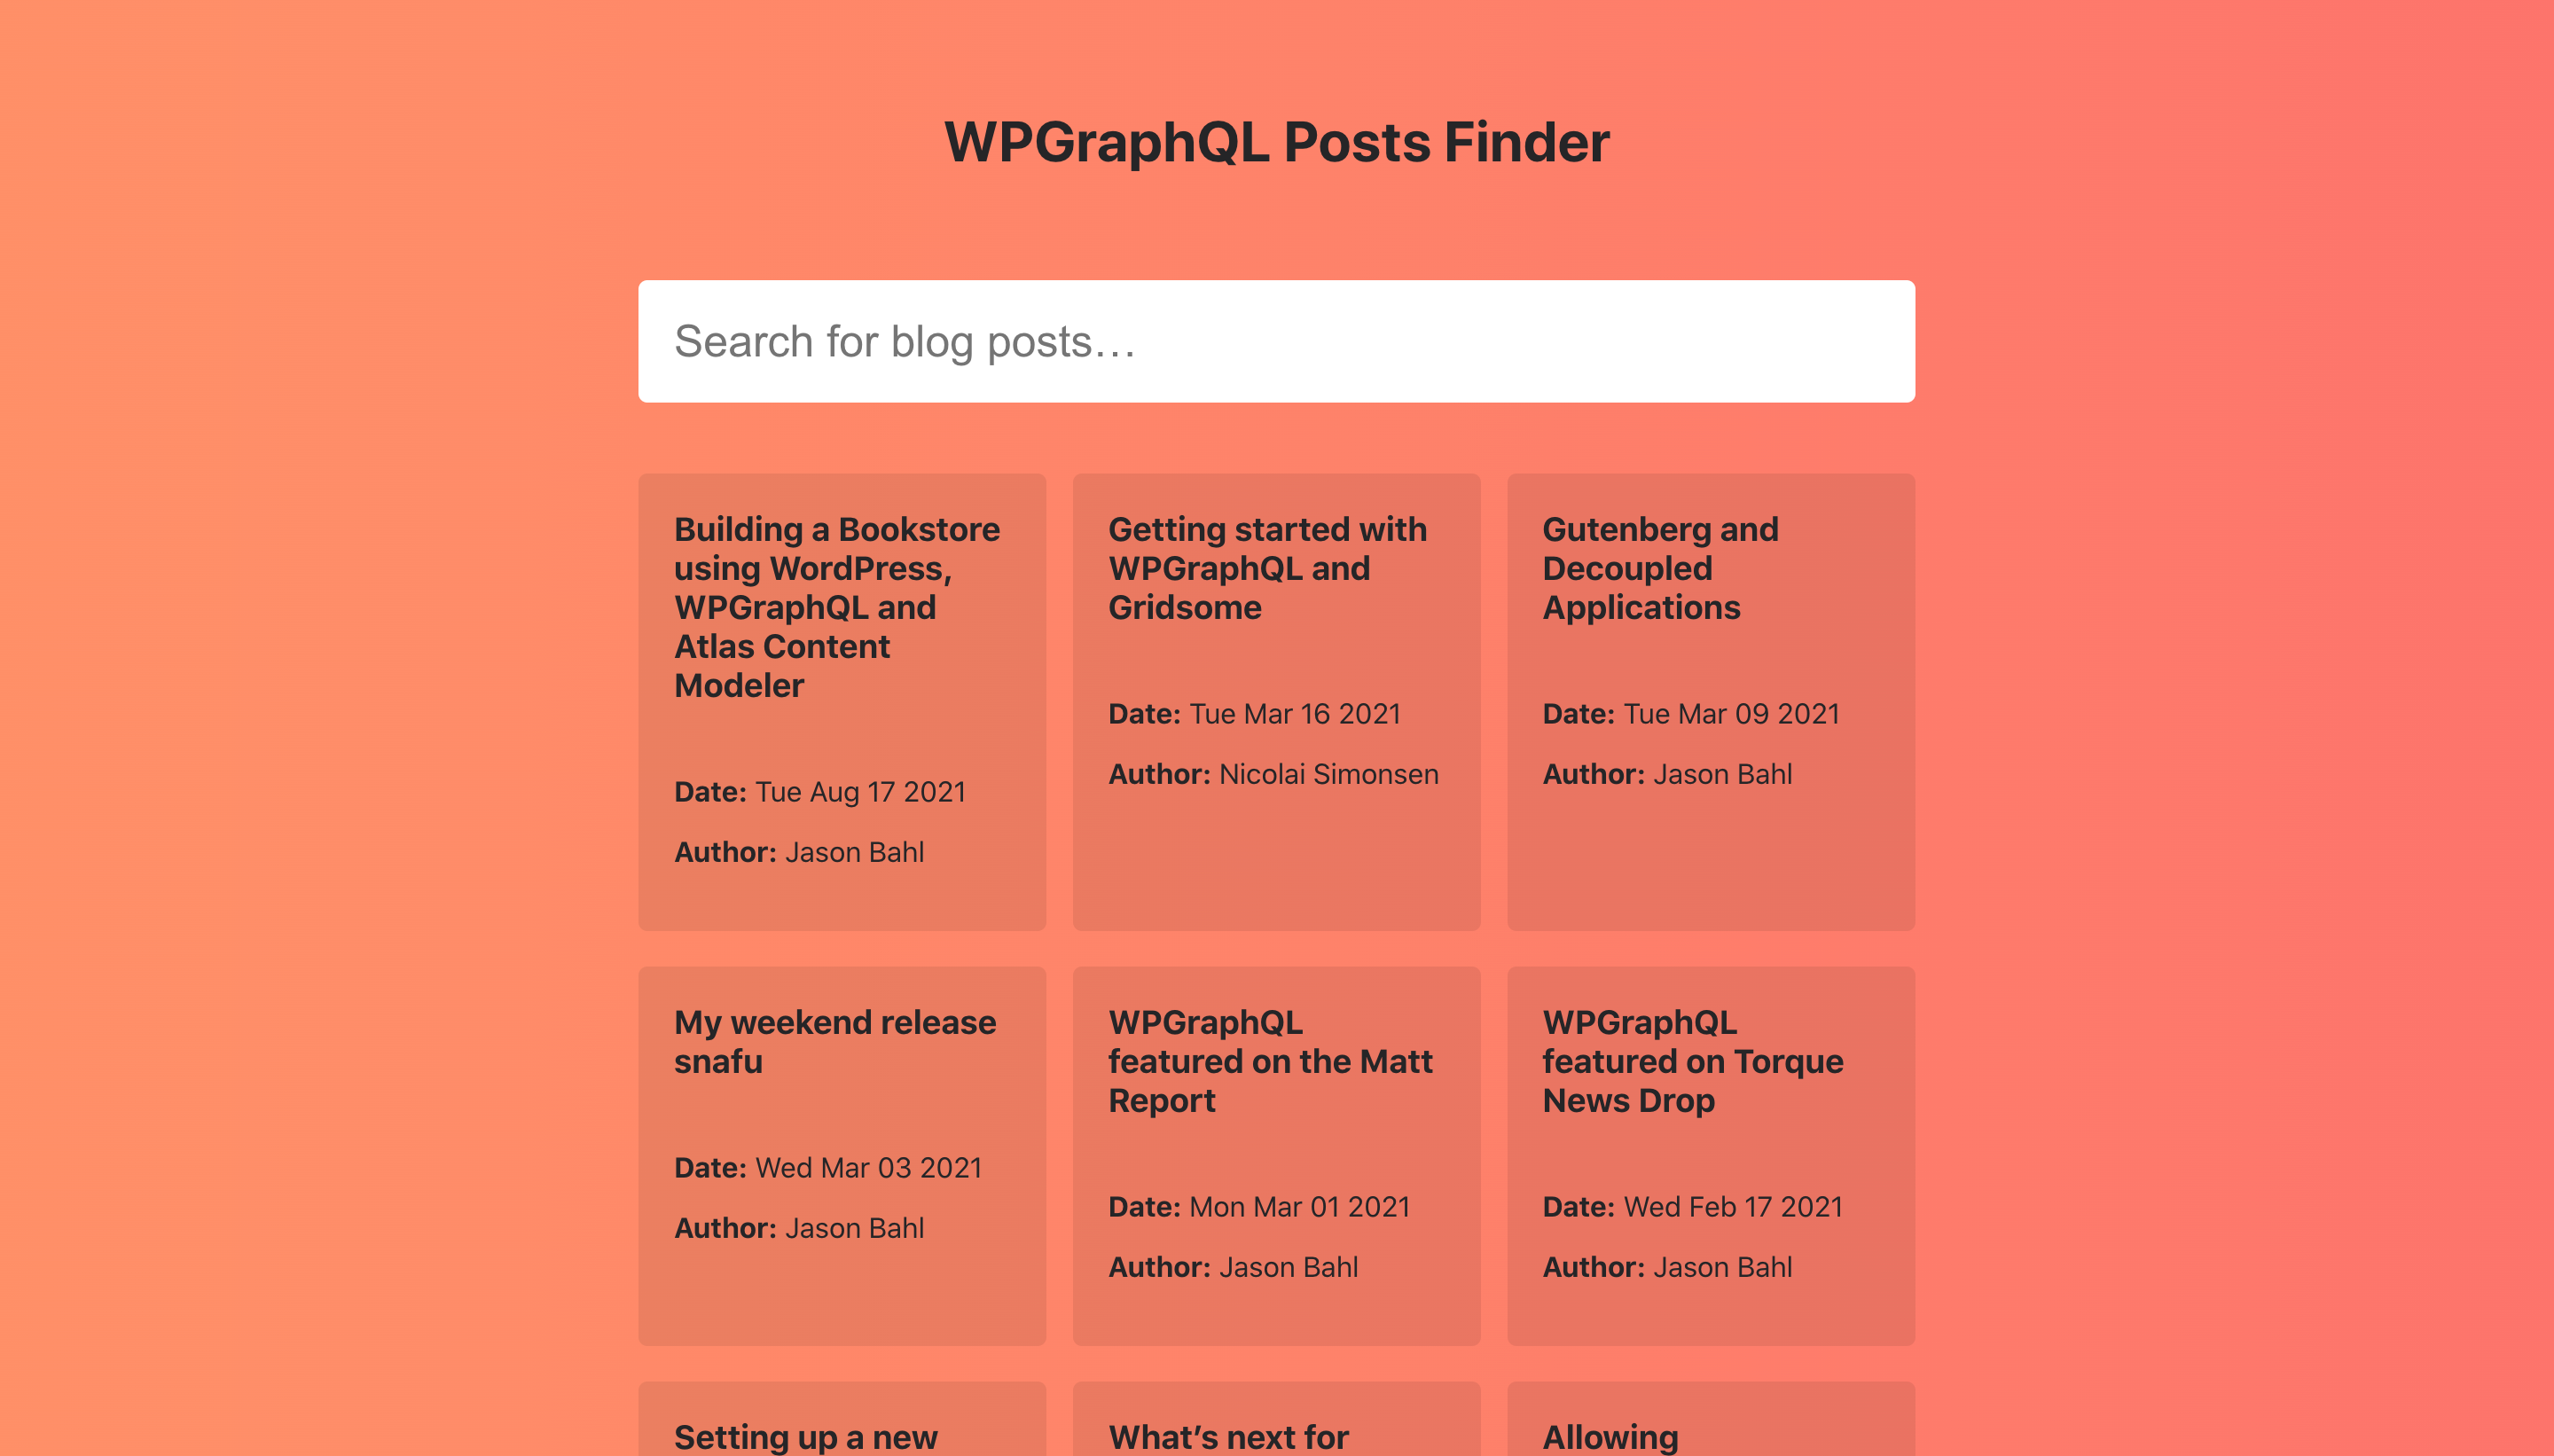 WPGraphQL Posts Finder
Search for blog posts…
Building a Bookstore
using WordPress,
WPGraphQL and
Atlas Content
Modeler
Date: Tue Aug 17 2021
Author: Jason Bahl
Getting started with
WPGraphQL and
Gridsome
Date: Tue Mar 16 2021
Author: Nicolai Simonsen
Gutenberg and
Decoupled
Applications
Date: Tue Mar 09 2021
Author: Jason Bahl
My weekend release
snafu
Date: Wed Mar 03 2021
Author: Jason Bahl
WPGraphQL
featured on the Matt
Report
Date: Mon Mar 01 2021
Author: Jason Bahl
WPGraphQL
featured on Torque
News Drop
Date: Wed Feb 17 2021
Author: Jason Bahl
Setting up a new
What’s next for
Allowing